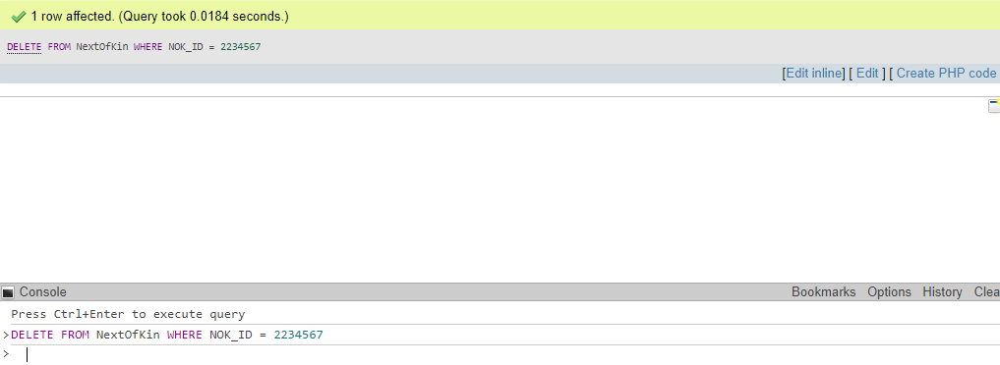 1 row affected. (Query took 0.0184 seconds.)
DELETE FROM NextOfKin WHERE NOK_ID = 2234567
[Edit inline] [ Edit ] [ Create PHP code
Console Bookmarks Options History Clea
Press Ctrl+Enter to execute query
>DELETE FROM NextOfKin WHERE NOK_ID = 2234567
>